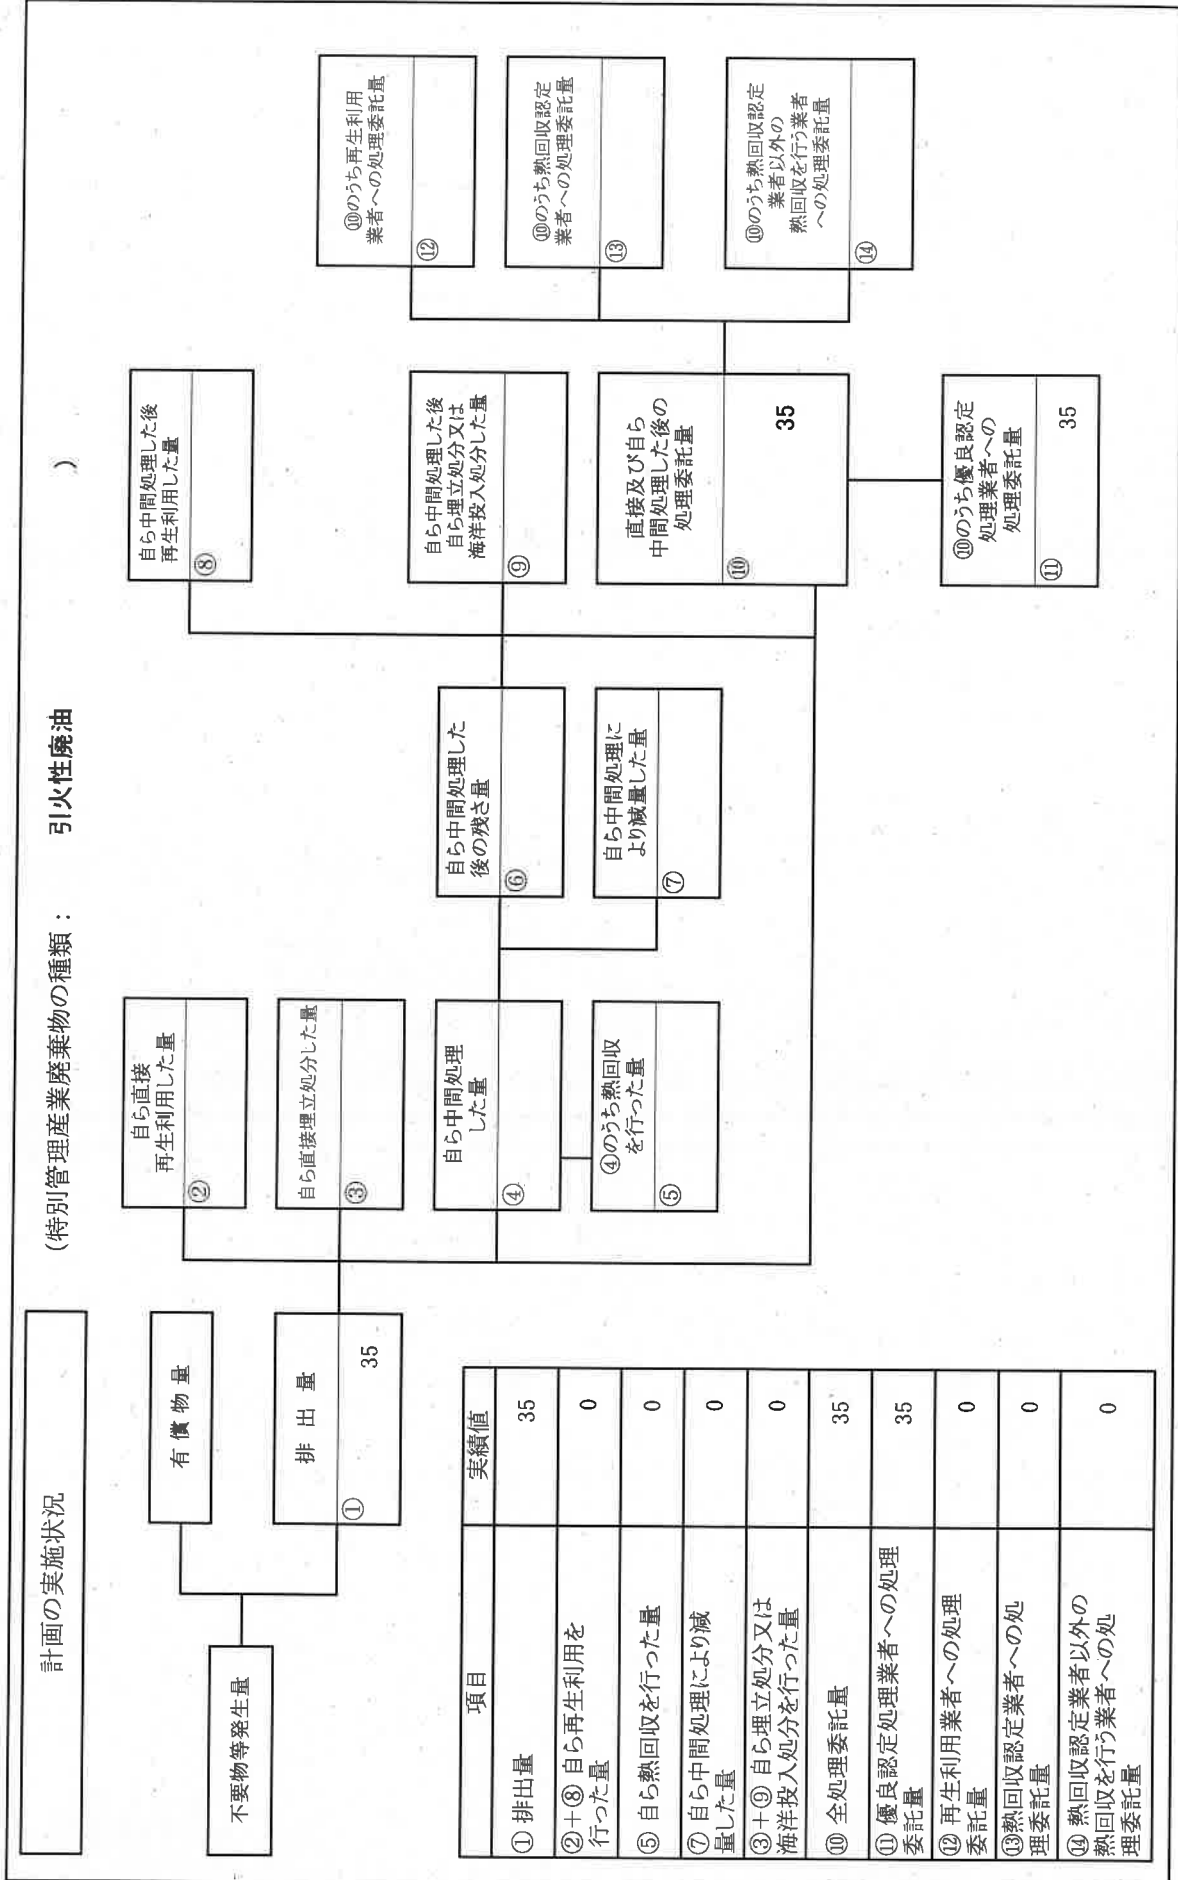 計画の実施状況
(特別管理産業廃棄物の種類： 引火性廃油 )
不要物等発生量
有償物量
排出量
① 35
自ら直接
再生利用した量
②
自ら直接埋立処分した量
③
自ら中間処理
した量
④
④のうち熱回収
を行った量
⑤
自ら中間処理した
後の残さ量
⑥
自ら中間処理に
より減量した量
⑦
自ら中間処理した後
再生利用した量
⑧
自ら中間処理した後
自ら埋立処分又は
海洋投入処分した量
⑨
直接及び自ら
中間処理した後の
処理委託量
⑩ 35
⑩のうち優良認定
処理業者への
処理委託量
⑪ 35
⑩のうち再生利用
業者への処理委託量
⑫
⑩のうち熱回収認定
業者への処理委託量
⑬
⑩のうち熱回収認定
業者以外の
熱回収を行う業者
への処理委託量
⑭
項目 実績値
①排出量 35
②+⑧ 自ら再生利用を
行った量 0
⑤ 自ら熱回収を行った量 0
⑦ 自ら中間処理により減
量した量 0
③+⑨ 自ら埋立処分又は
海洋投入処分を行った量 0
⑩ 全処理委託量 35
⑪ 優良認定処理業者への処理
委託量 35
⑫ 再生利用業者への処理
委託量 0
⑬熱回収認定業者への処
理委託量 0
⑭ 熱回収認定業者以外の
熱回収を行う業者への処
理委託量 0